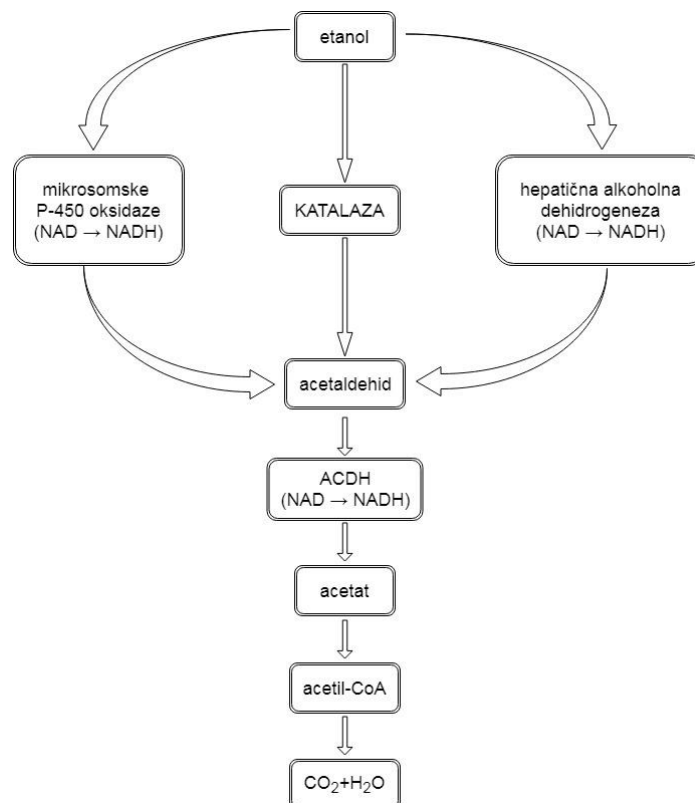 etanol
mikrosomske
P-450 oksidaze
(NAD → NADH)
KATALAZA
hepatična alkoholna
dehidrogeneza
(NAD → NADH)
acetaldehid
ACDH
(NAD → NADH)
acetat
acetil-CoA
CO₂+H₂O